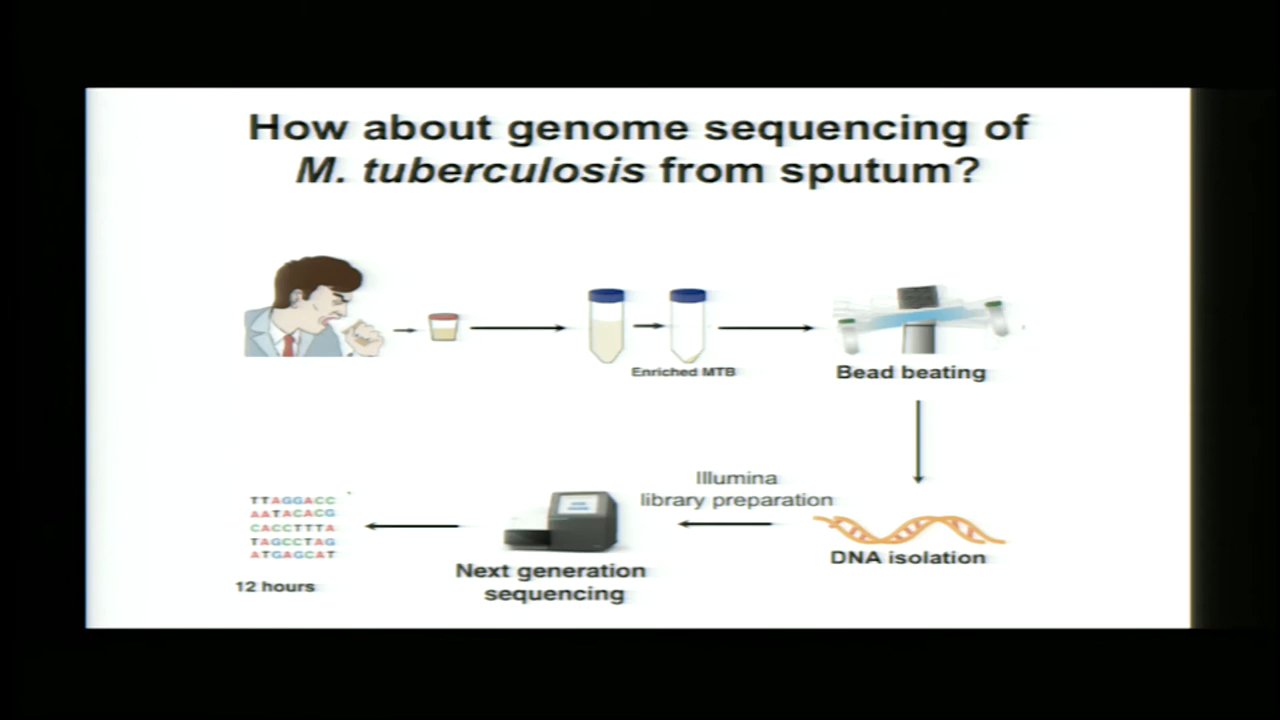 How about genome sequencing of
M. tuberculosis from sputum?
Enriched MTB
Bead beating
Illumina
library preparation
DNA isolation
Next generation
sequencing
TTAGGACC
AATACACG
CACCTTTA
TAGCCTAG
ATGAGCAT
12 hours